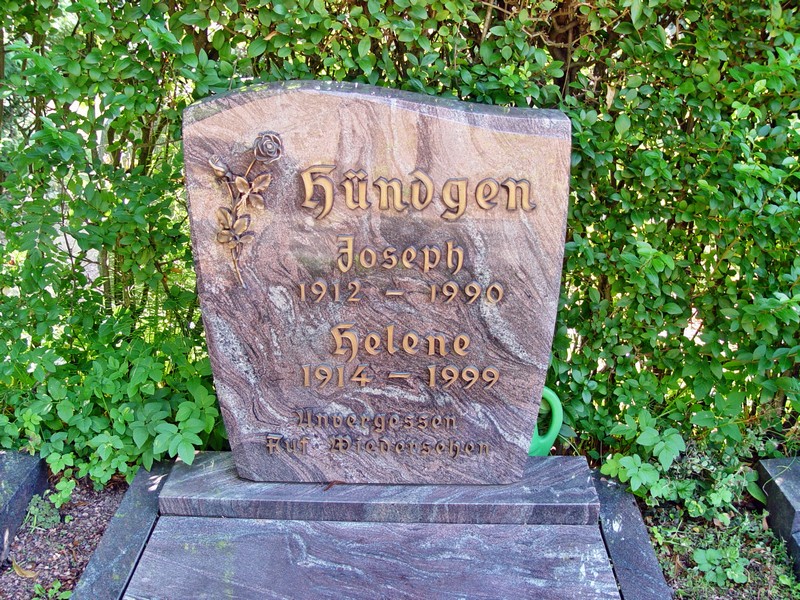 Hündgen
Joseph
1912 – 1990
Helene
1914 – 1999
Unvergessen
Auf Wiedersehen